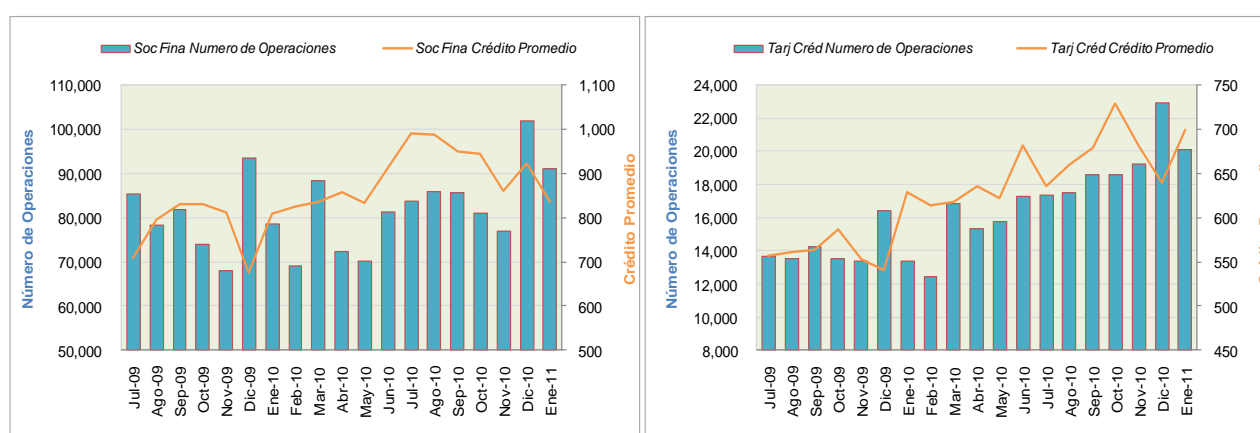 Soc Fina Numero de Operaciones Soc Fina Crédito Promedio
110,000 1,100
100,000 1,000
90,000 900
80,000 800
70,000 700
60,000 600
50,000 500
Número de Operaciones
Crédito Promedio
Jul-09 Ago-09 Sep-09 Oct-09 Nov-09 Dic-09 Ene-10 Feb-10 Mar-10 Abr-10 May-10 Jun-10 Jul-10 Ago-10 Sep-10 Oct-10 Nov-10 Dic-10 Ene-11
Tarj Créd Numero de Operaciones Tarj Créd Crédito Promedio
24,000 750
22,000 700
20,000 650
18,000 600
16,000 550
14,000 500
12,000 450
10,000
8,000
Número de Operaciones
Jul-09 Ago-09 Sep-09 Oct-09 Nov-09 Dic-09 Ene-10 Feb-10 Mar-10 Abr-10 May-10 Jun-10 Jul-10 Ago-10 Sep-10 Oct-10 Nov-10 Dic-10 Ene-11